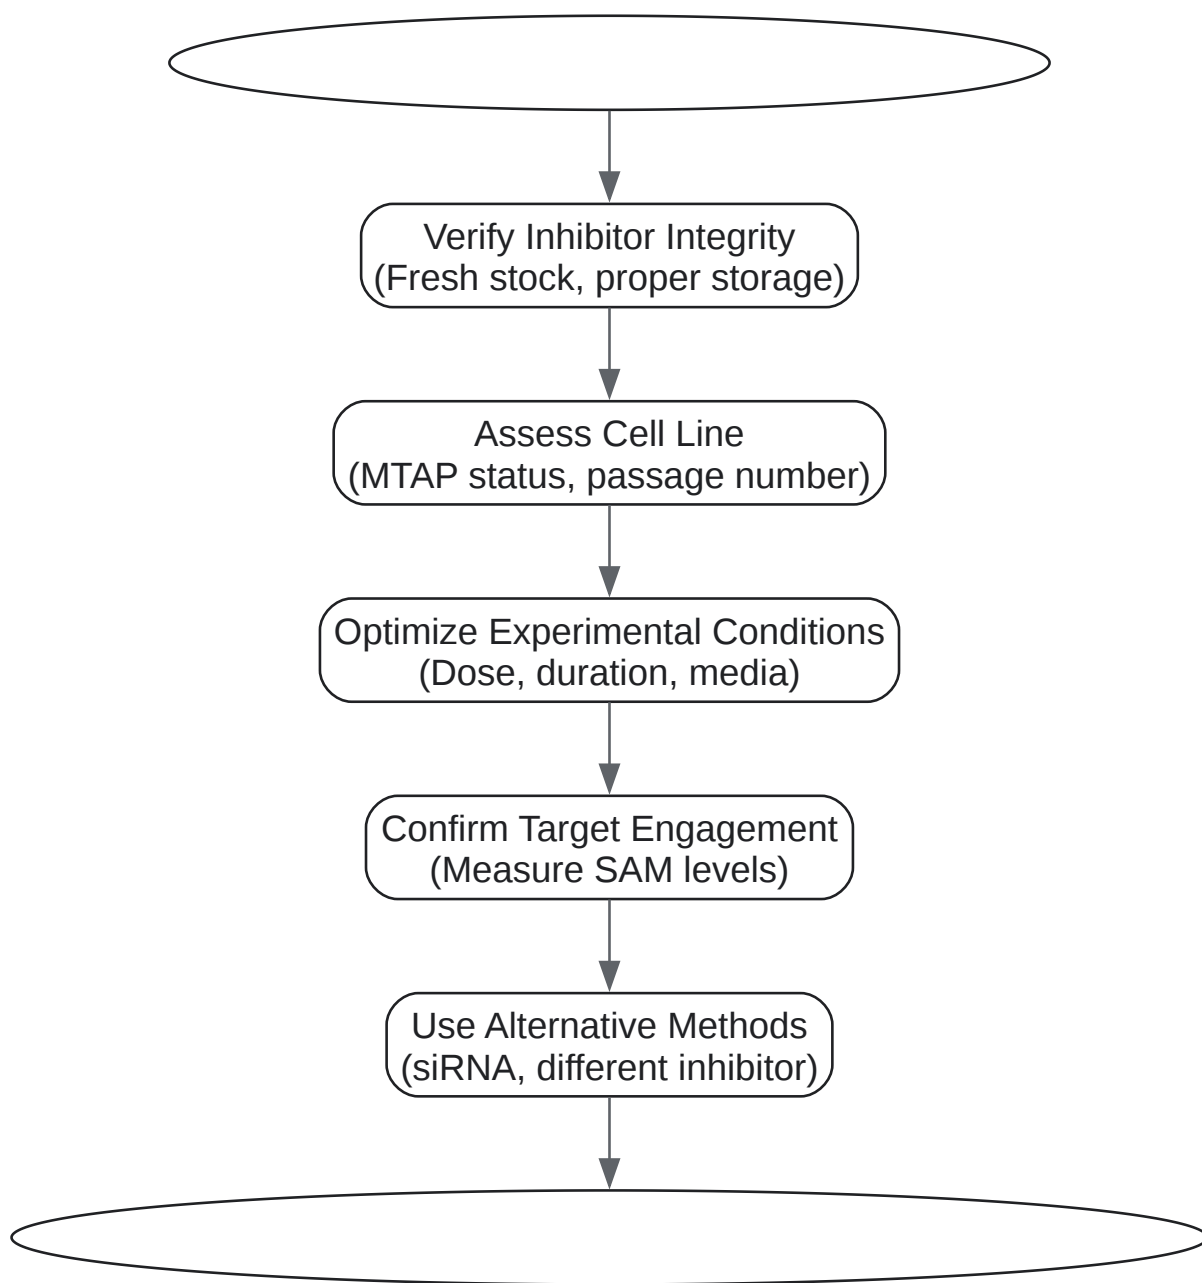 Verify Inhibitor Integrity
(Fresh stock, proper storage)
Assess Cell Line
(MTAP status, passage number)
Optimize Experimental Conditions
(Dose, duration, media)
Confirm Target Engagement
(Measure SAM levels)
Use Alternative Methods
(siRNA, different inhibitor)